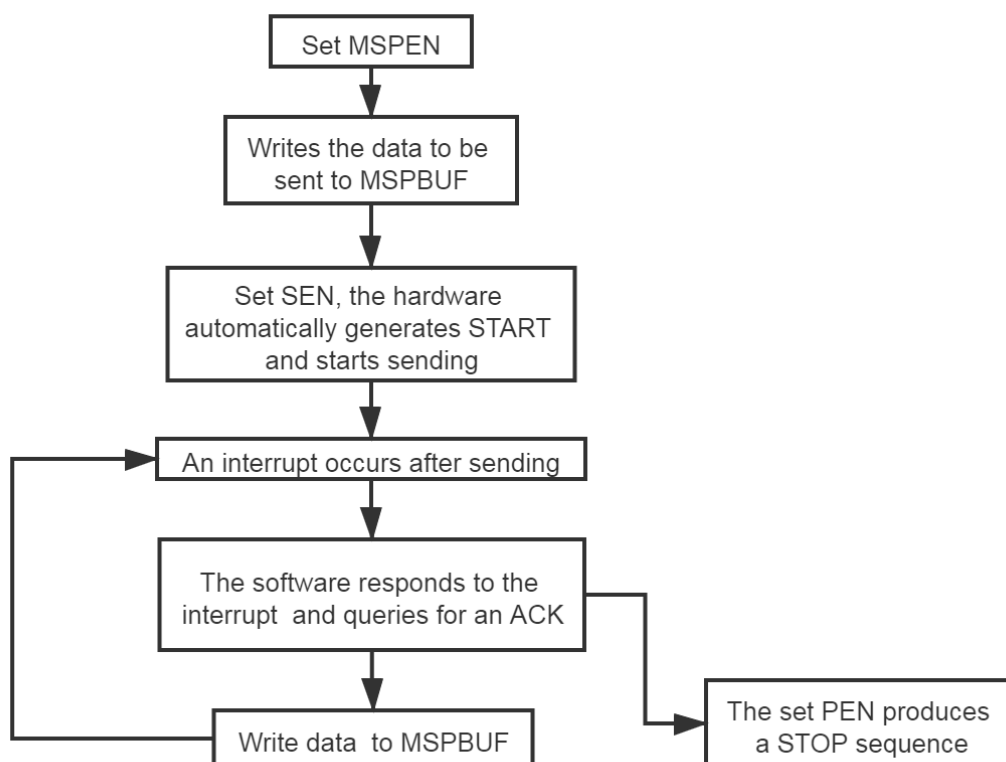 Set MSPEN
Writes the data to be
sent to MSPBUF
Set SEN, the hardware
automatically generates START
and starts sending
An interrupt occurs after sending
The software responds to the
interrupt and queries for an ACK
Write data to MSPBUF
The set PEN produces
a STOP sequence